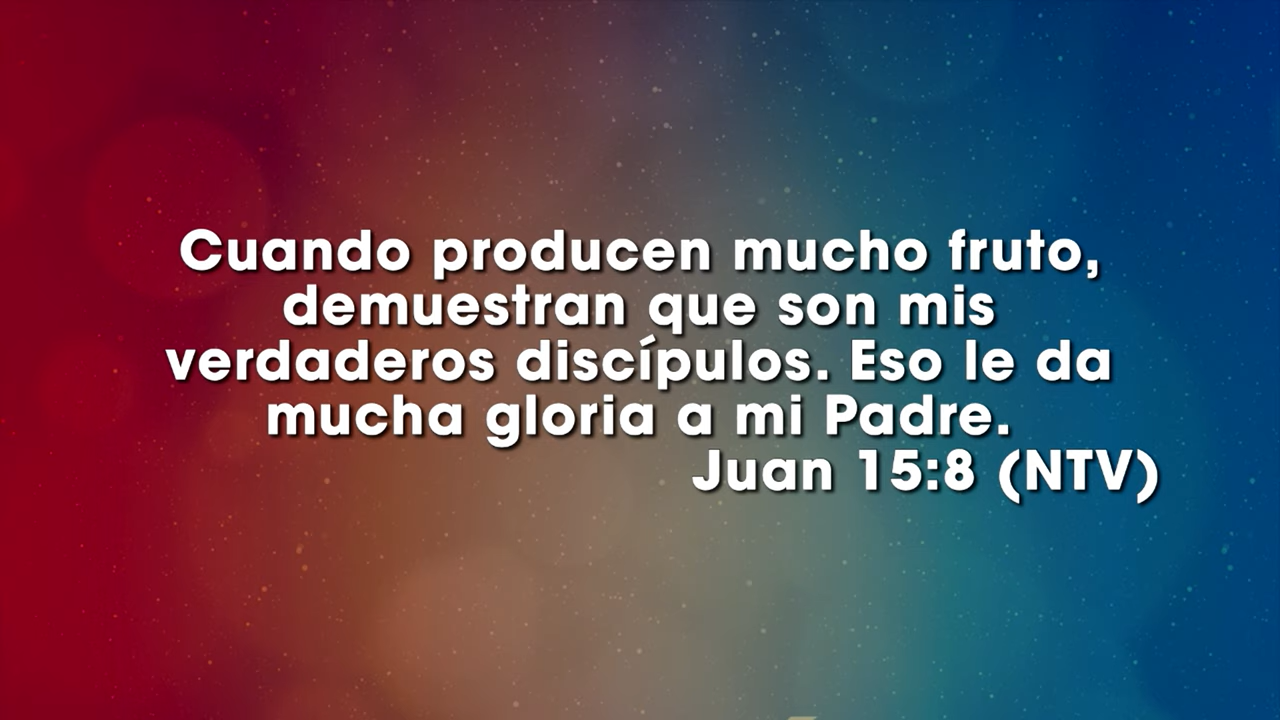 Cuando producen mucho fruto,
demuestran que son mis
verdaderos discípulos. Eso le da
mucha gloria a mi Padre.
Juan 15:8 (NTV)